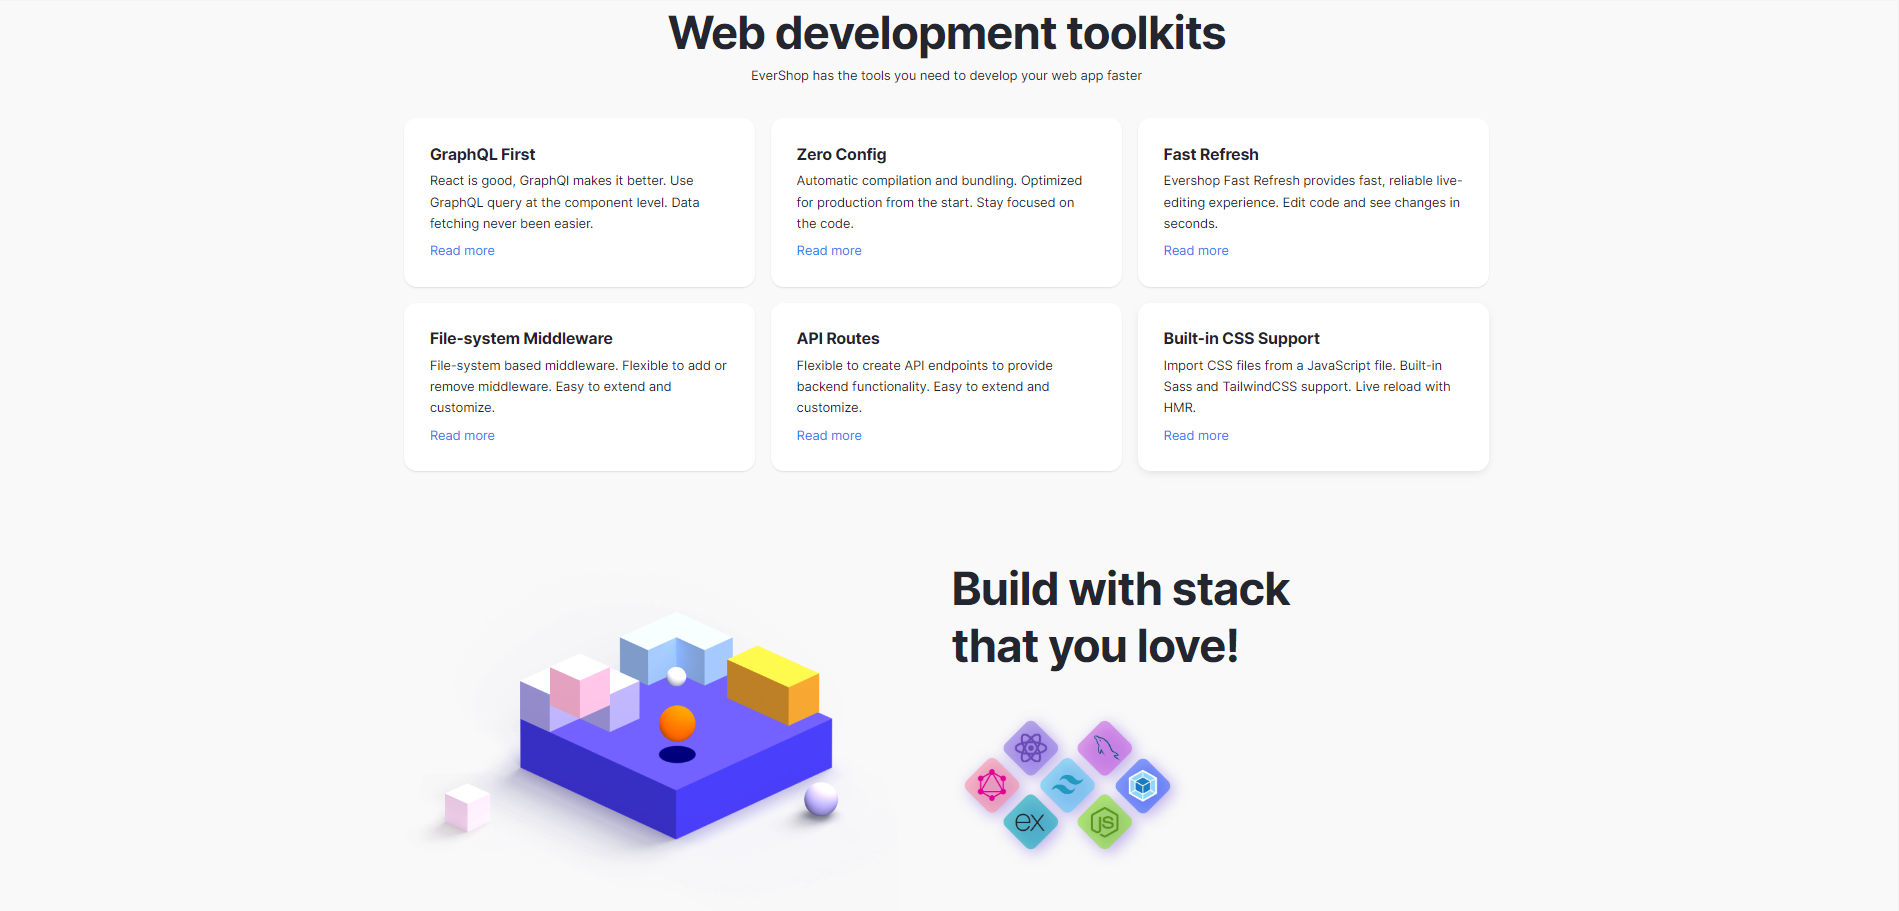 Web development toolkits
EverShop has the tools you need to develop your web app faster
GraphQL First
React is good, GraphQl makes it better. Use
GraphQL query at the component level. Data
fetching never been easier.
Read more
Zero Config
Automatic compilation and bundling. Optimized
for production from the start. Stay focused on
the code.
Read more
Fast Refresh
Evershop Fast Refresh provides fast, reliable live-
editing experience. Edit code and see changes in
seconds.
Read more
File-system Middleware
File-system based middleware. Flexible to add or
remove middleware. Easy to extend and
customize.
Read more
API Routes
Flexible to create API endpoints to provide
backend functionality. Easy to extend and
customize.
Read more
Built-in CSS Support
Import CSS files from a JavaScript file. Built-in
Sass and TailwindCSS support. Live reload with
HMR.
Read more
Build with stack
that you love!
ex
JS